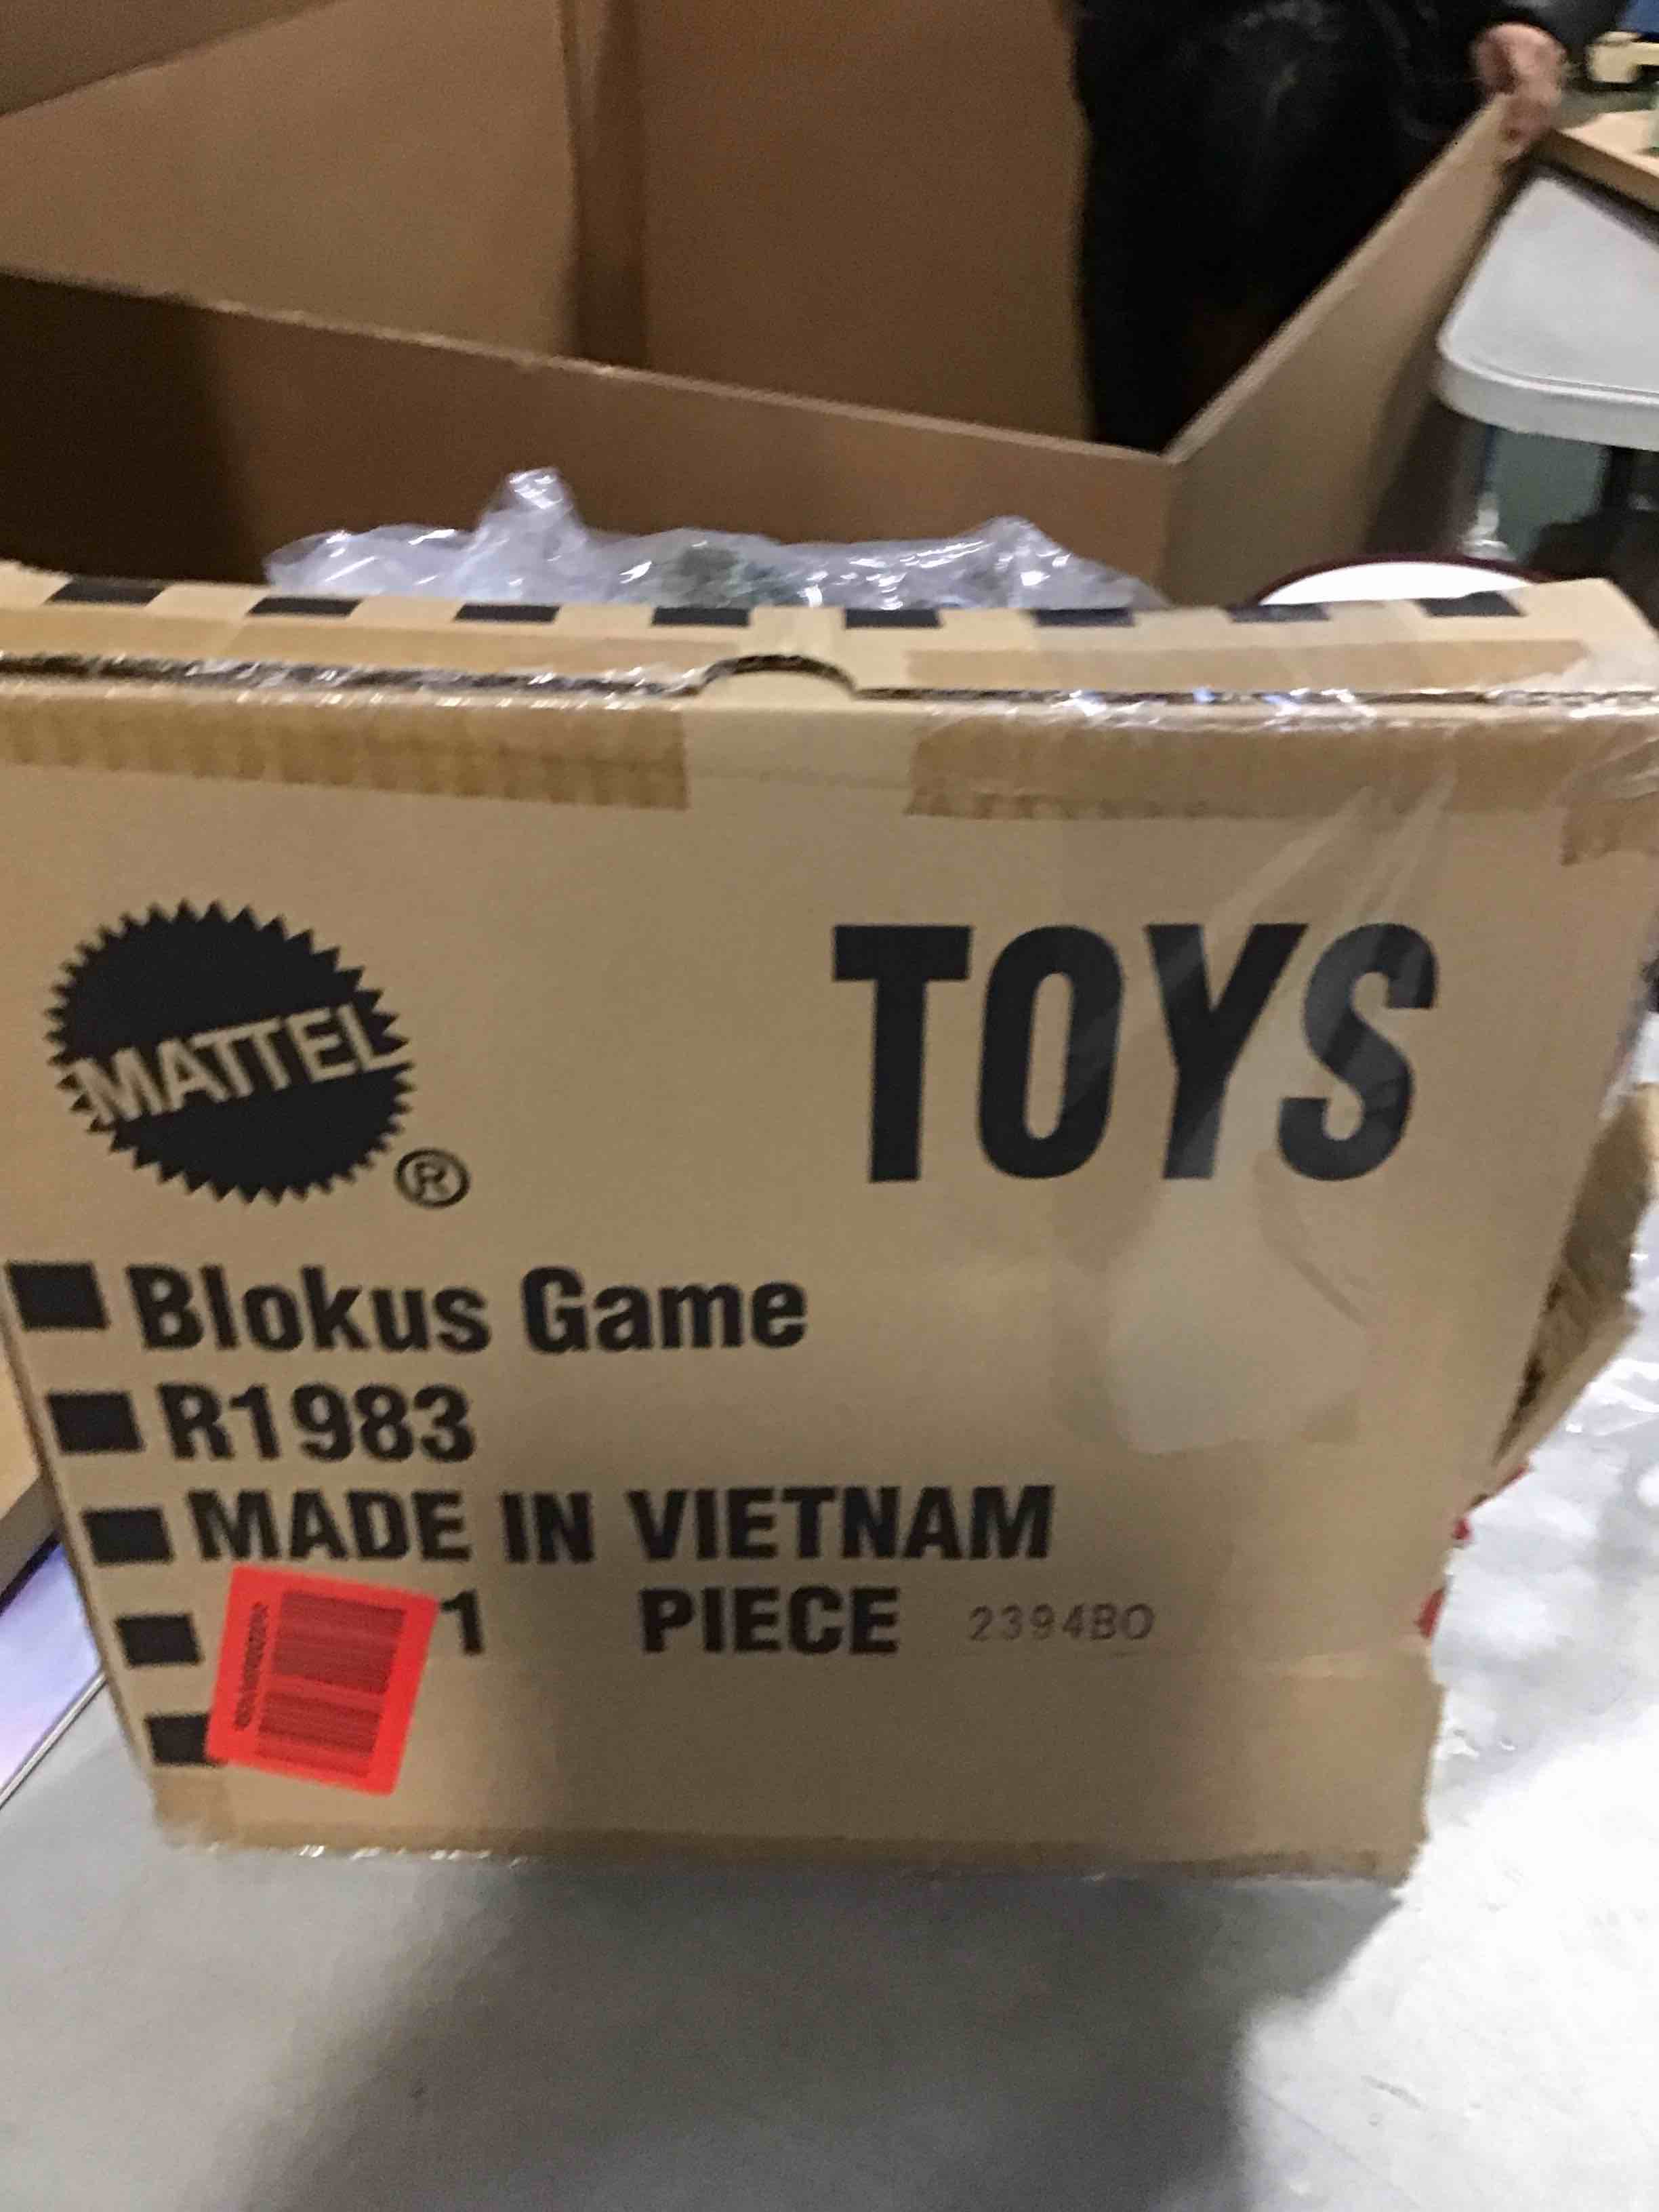 MATTEL
®
TOYS
Blokus Game
R1983
MADE IN VIETNAM
1 PIECE 2394BO